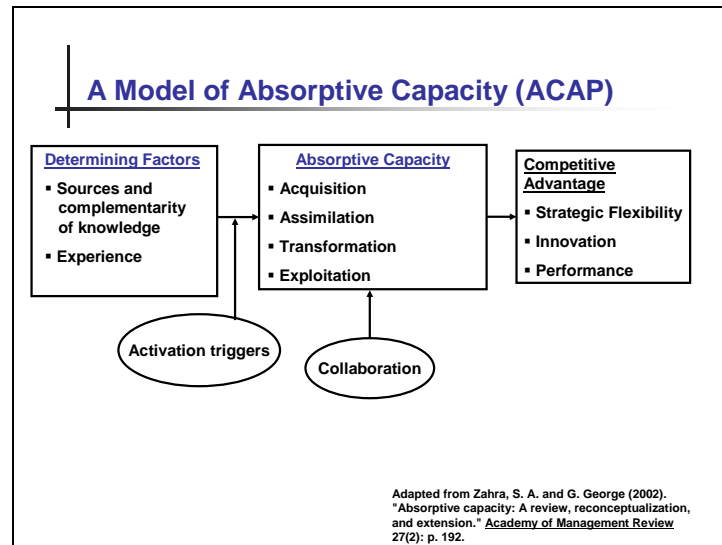 A Model of Absorptive Capacity (ACAP)
Determining Factors
▪ Sources and
complementarity
of knowledge
▪ Experience
Absorptive Capacity
▪ Acquisition
▪ Assimilation
▪ Transformation
▪ Exploitation
Competitive
Advantage
▪ Strategic Flexibility
▪ Innovation
▪ Performance
Activation triggers
Collaboration
Adapted from Zahra, S. A. and G. George (2002).
"Absorptive capacity: A review, reconceptualization,
and extension." Academy of Management Review
27(2): p. 192.